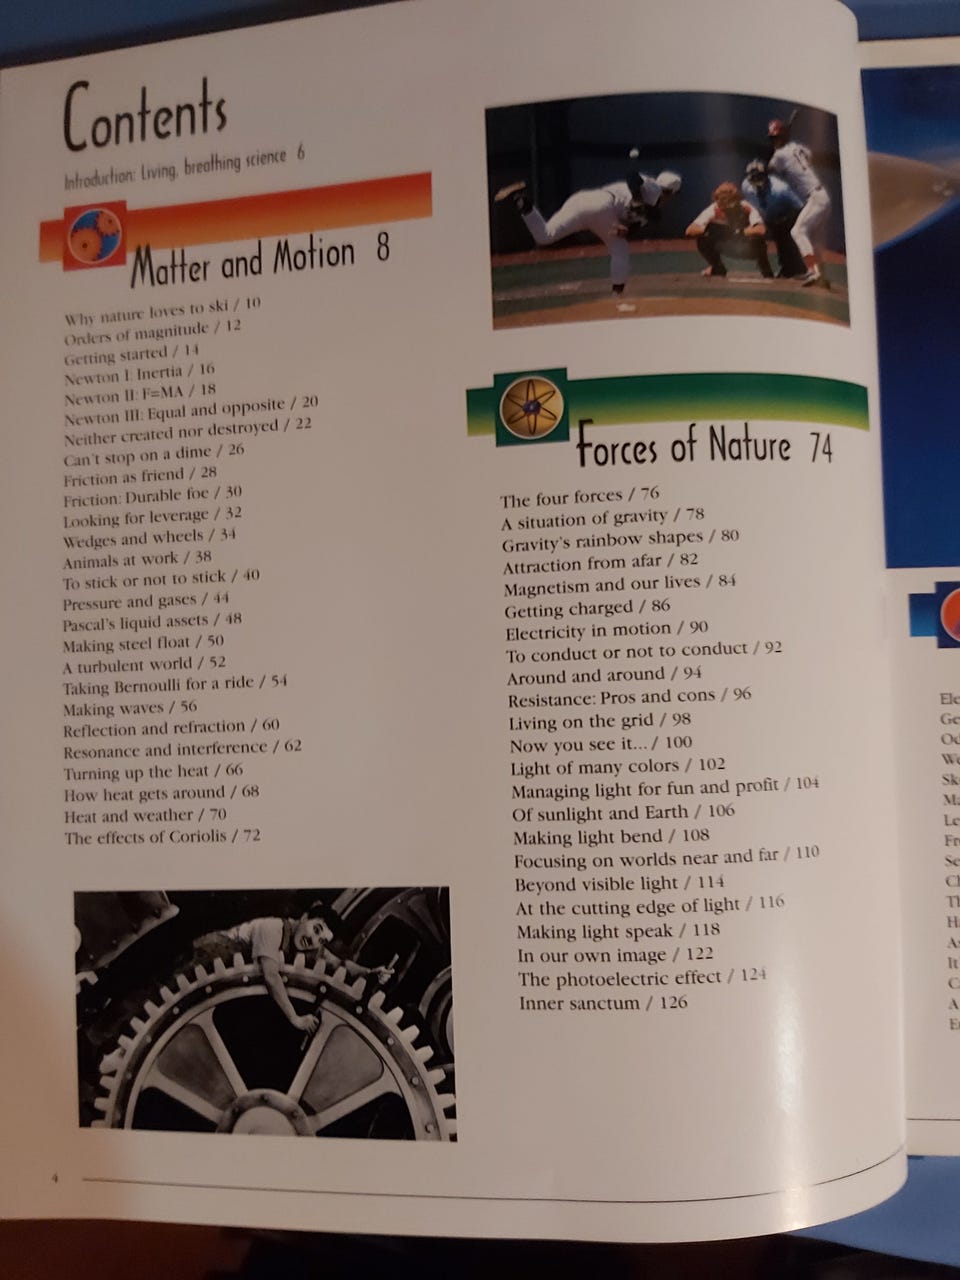 Contents
Introduction: Living, breathing science 6
Matter and Motion 8
Why nature loves to ski / 10
Orders of magnitude / 12
Getting started / 14
Newton I: Inertia / 16
Newton II: F=MA / 18
Newton III: Equal and opposite / 20
Neither created nor destroyed / 22
Can't stop on a dime / 26
Friction as friend / 28
Friction: Durable foe / 30
Looking for leverage / 32
Wedges and wheels / 34
Animals at work / 38
To stick or not to stick / 40
Pressure and gases / 44
Pascal's liquid assets / 48
Making steel float / 50
A turbulent world / 52
Taking Bernoulli for a ride / 54
Making waves / 56
Reflection and refraction / 60
Resonance and interference / 62
Turning up the heat / 66
How heat gets around / 68
Heat and weather / 70
The effects of Coriolis / 72
4
Forces of Nature 74
The four forces / 76
A situation of gravity / 78
Gravity's rainbow shapes / 80
Attraction from afar / 82
Magnetism and our lives / 84
Getting charged / 86
Electricity in motion / 90
To conduct or not to conduct / 92
Around and around / 94
Resistance: Pros and cons / 96
Living on the grid / 98
Now you see it... / 100
Light of many colors / 102
Managing light for fun and profit / 104
Of sunlight and Earth / 106
Making light bend / 108
Focusing on worlds near and far / 110
Beyond visible light / 114
At the cutting edge of light / 116
Making light speak / 118
In our own image / 122
The photoelectric effect / 124
Inner sanctum / 126